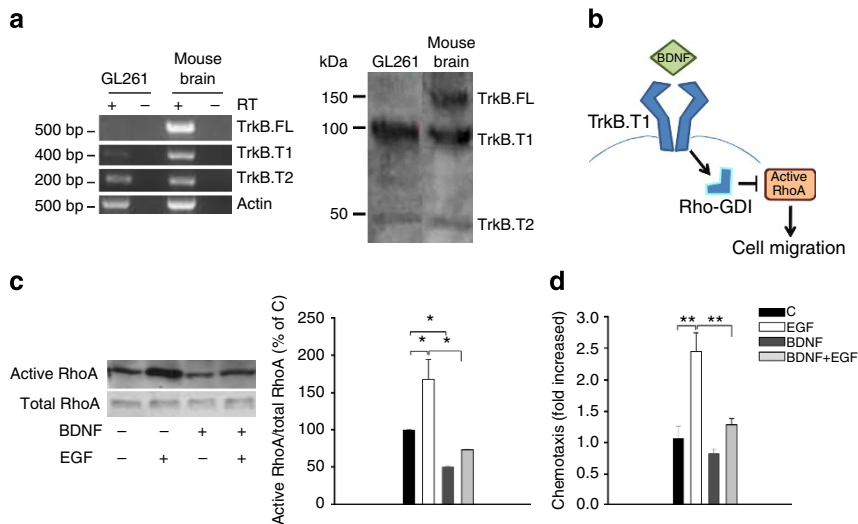 a
GL261
Mouse
brain
+ – + – RT
500 bp – TrkB.FL
400 bp – TrkB.T1
200 bp – TrkB.T2
500 bp – Actin
kDa
GL261
Mouse
brain
150 TrkB.FL
100 TrkB.T1
50 TrkB.T2
b
BDNF
TrkB.T1
Rho-GDI
Active
RhoA
Cell migration
c
Active RhoA
Total RhoA
BDNF – – + +
EGF – + – +
Active RhoA/total RhoA (% of C)
250
200
150
100
50
0
*
* *
d
Chemotaxis (fold increased)
3.0
2.5
2.0
1.5
1.0
0.5
0.0
** **
C
EGF
BDNF
BDNF+EGF